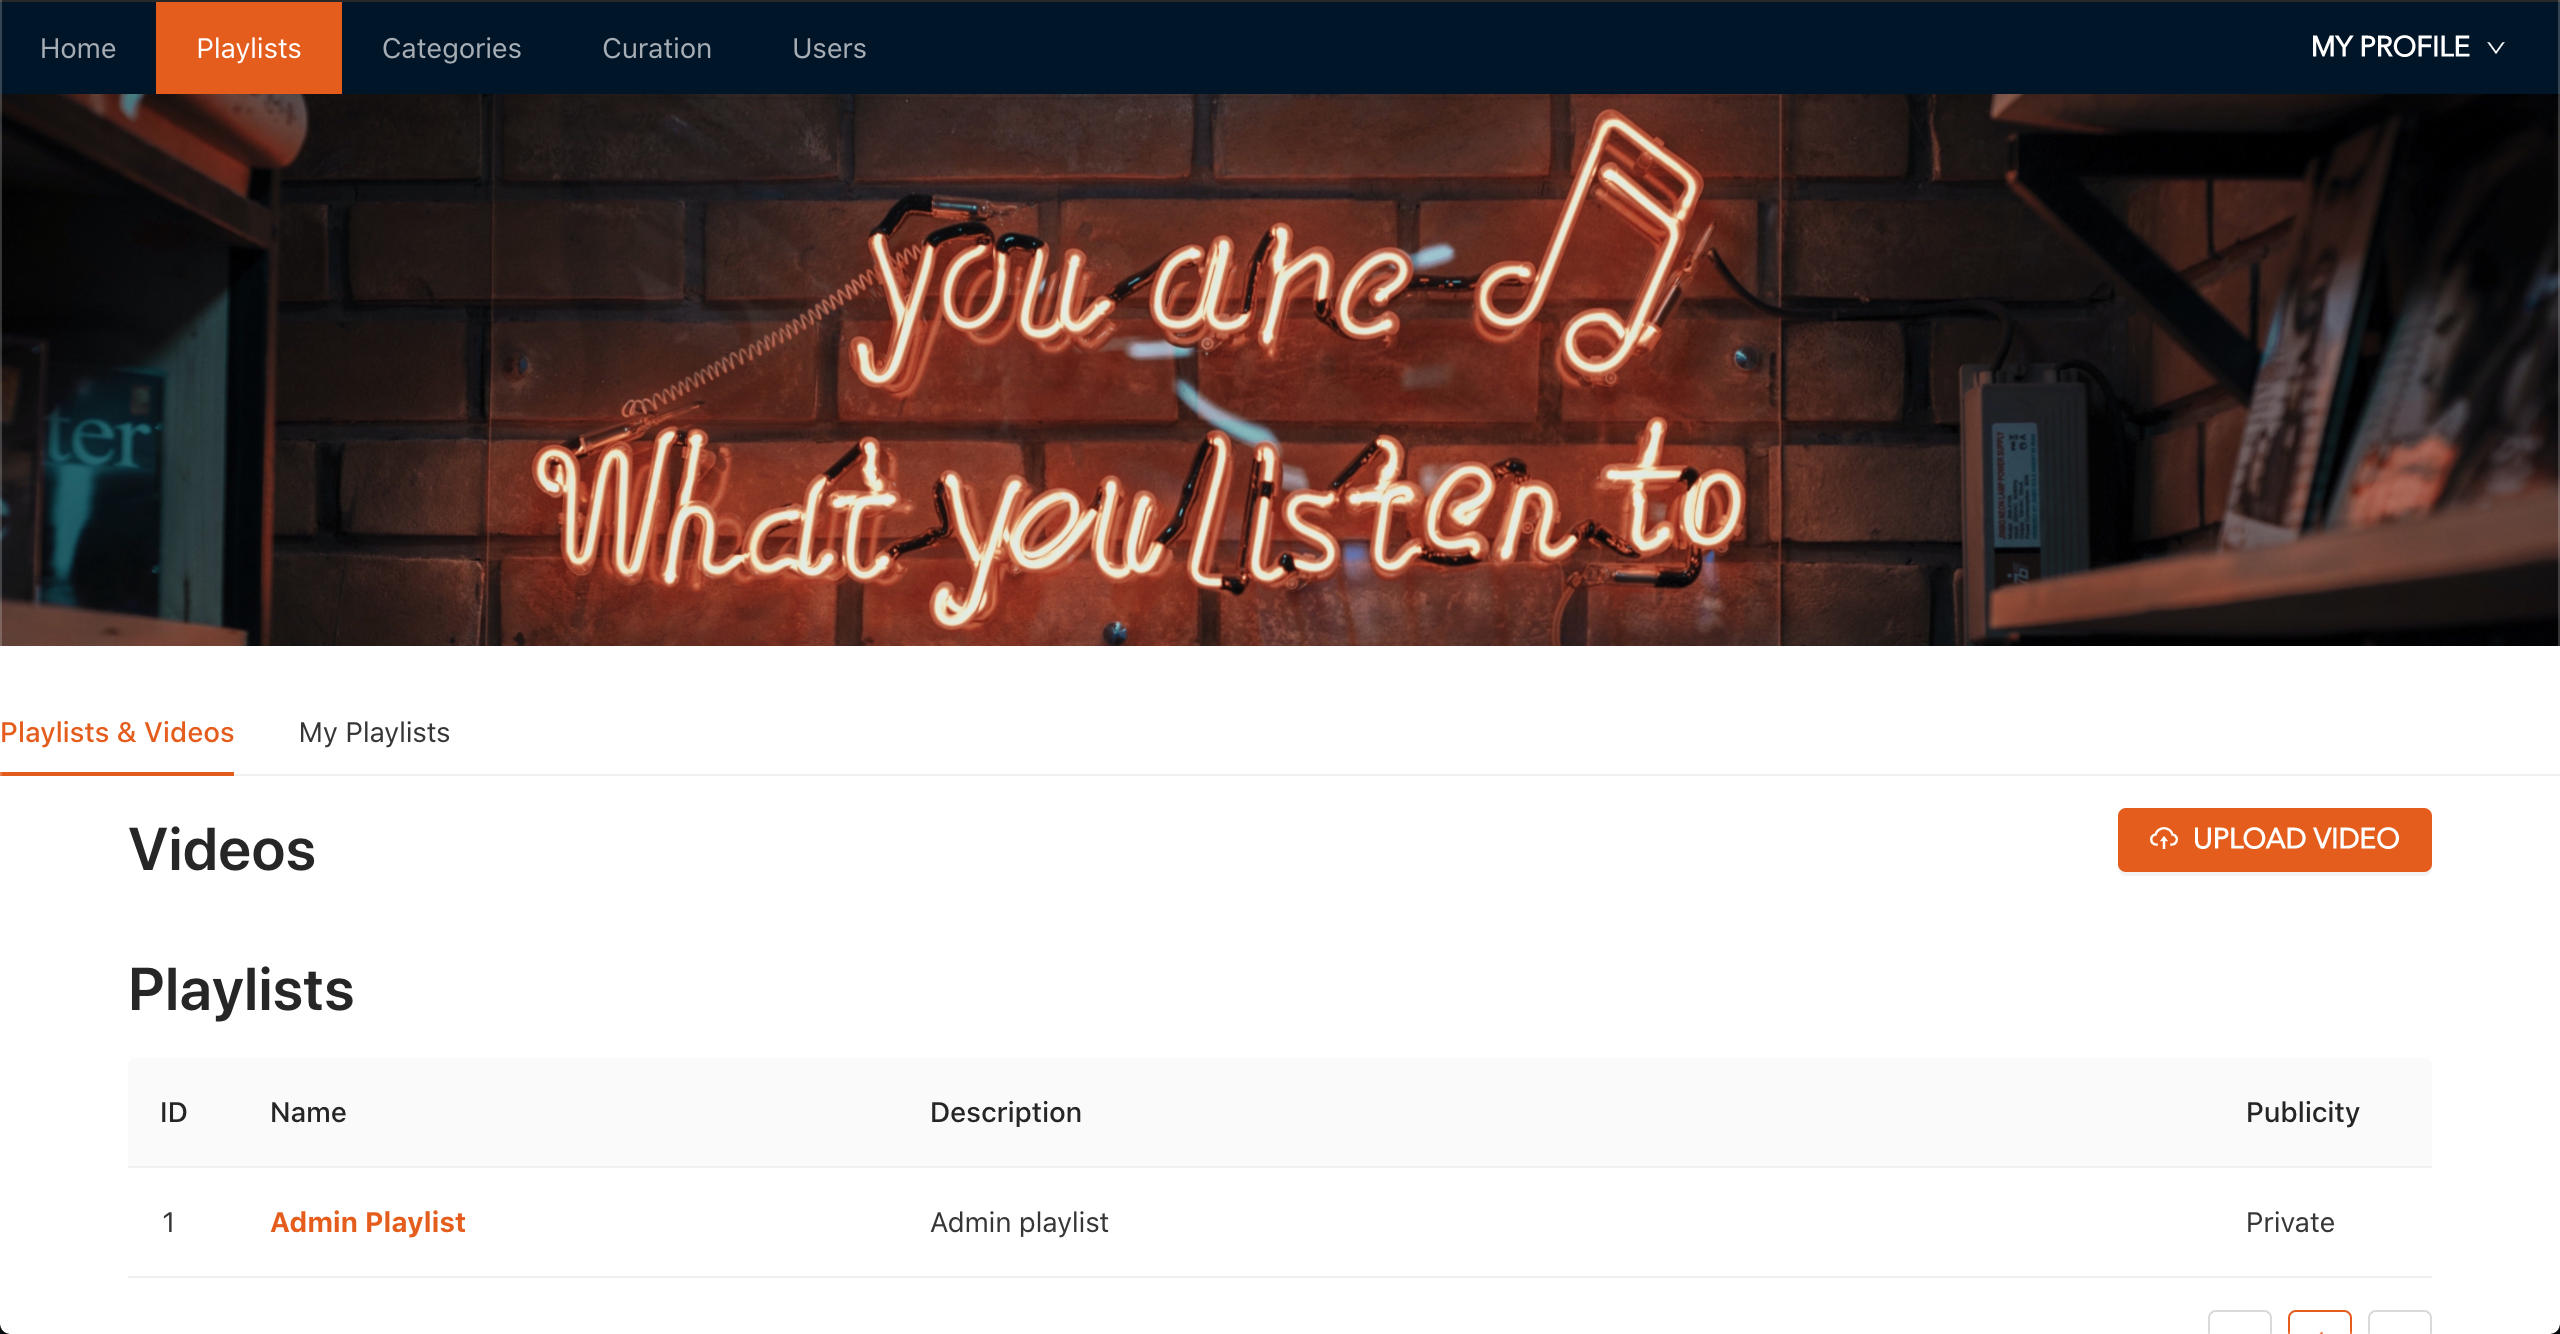 Home Playlists Categories Curation Users MY PROFILE
you are
What you listen to
ter
Playlists & Videos My Playlists
Videos UPLOAD VIDEO
Playlists
ID Name Description Publicity
1 Admin Playlist Admin playlist Private